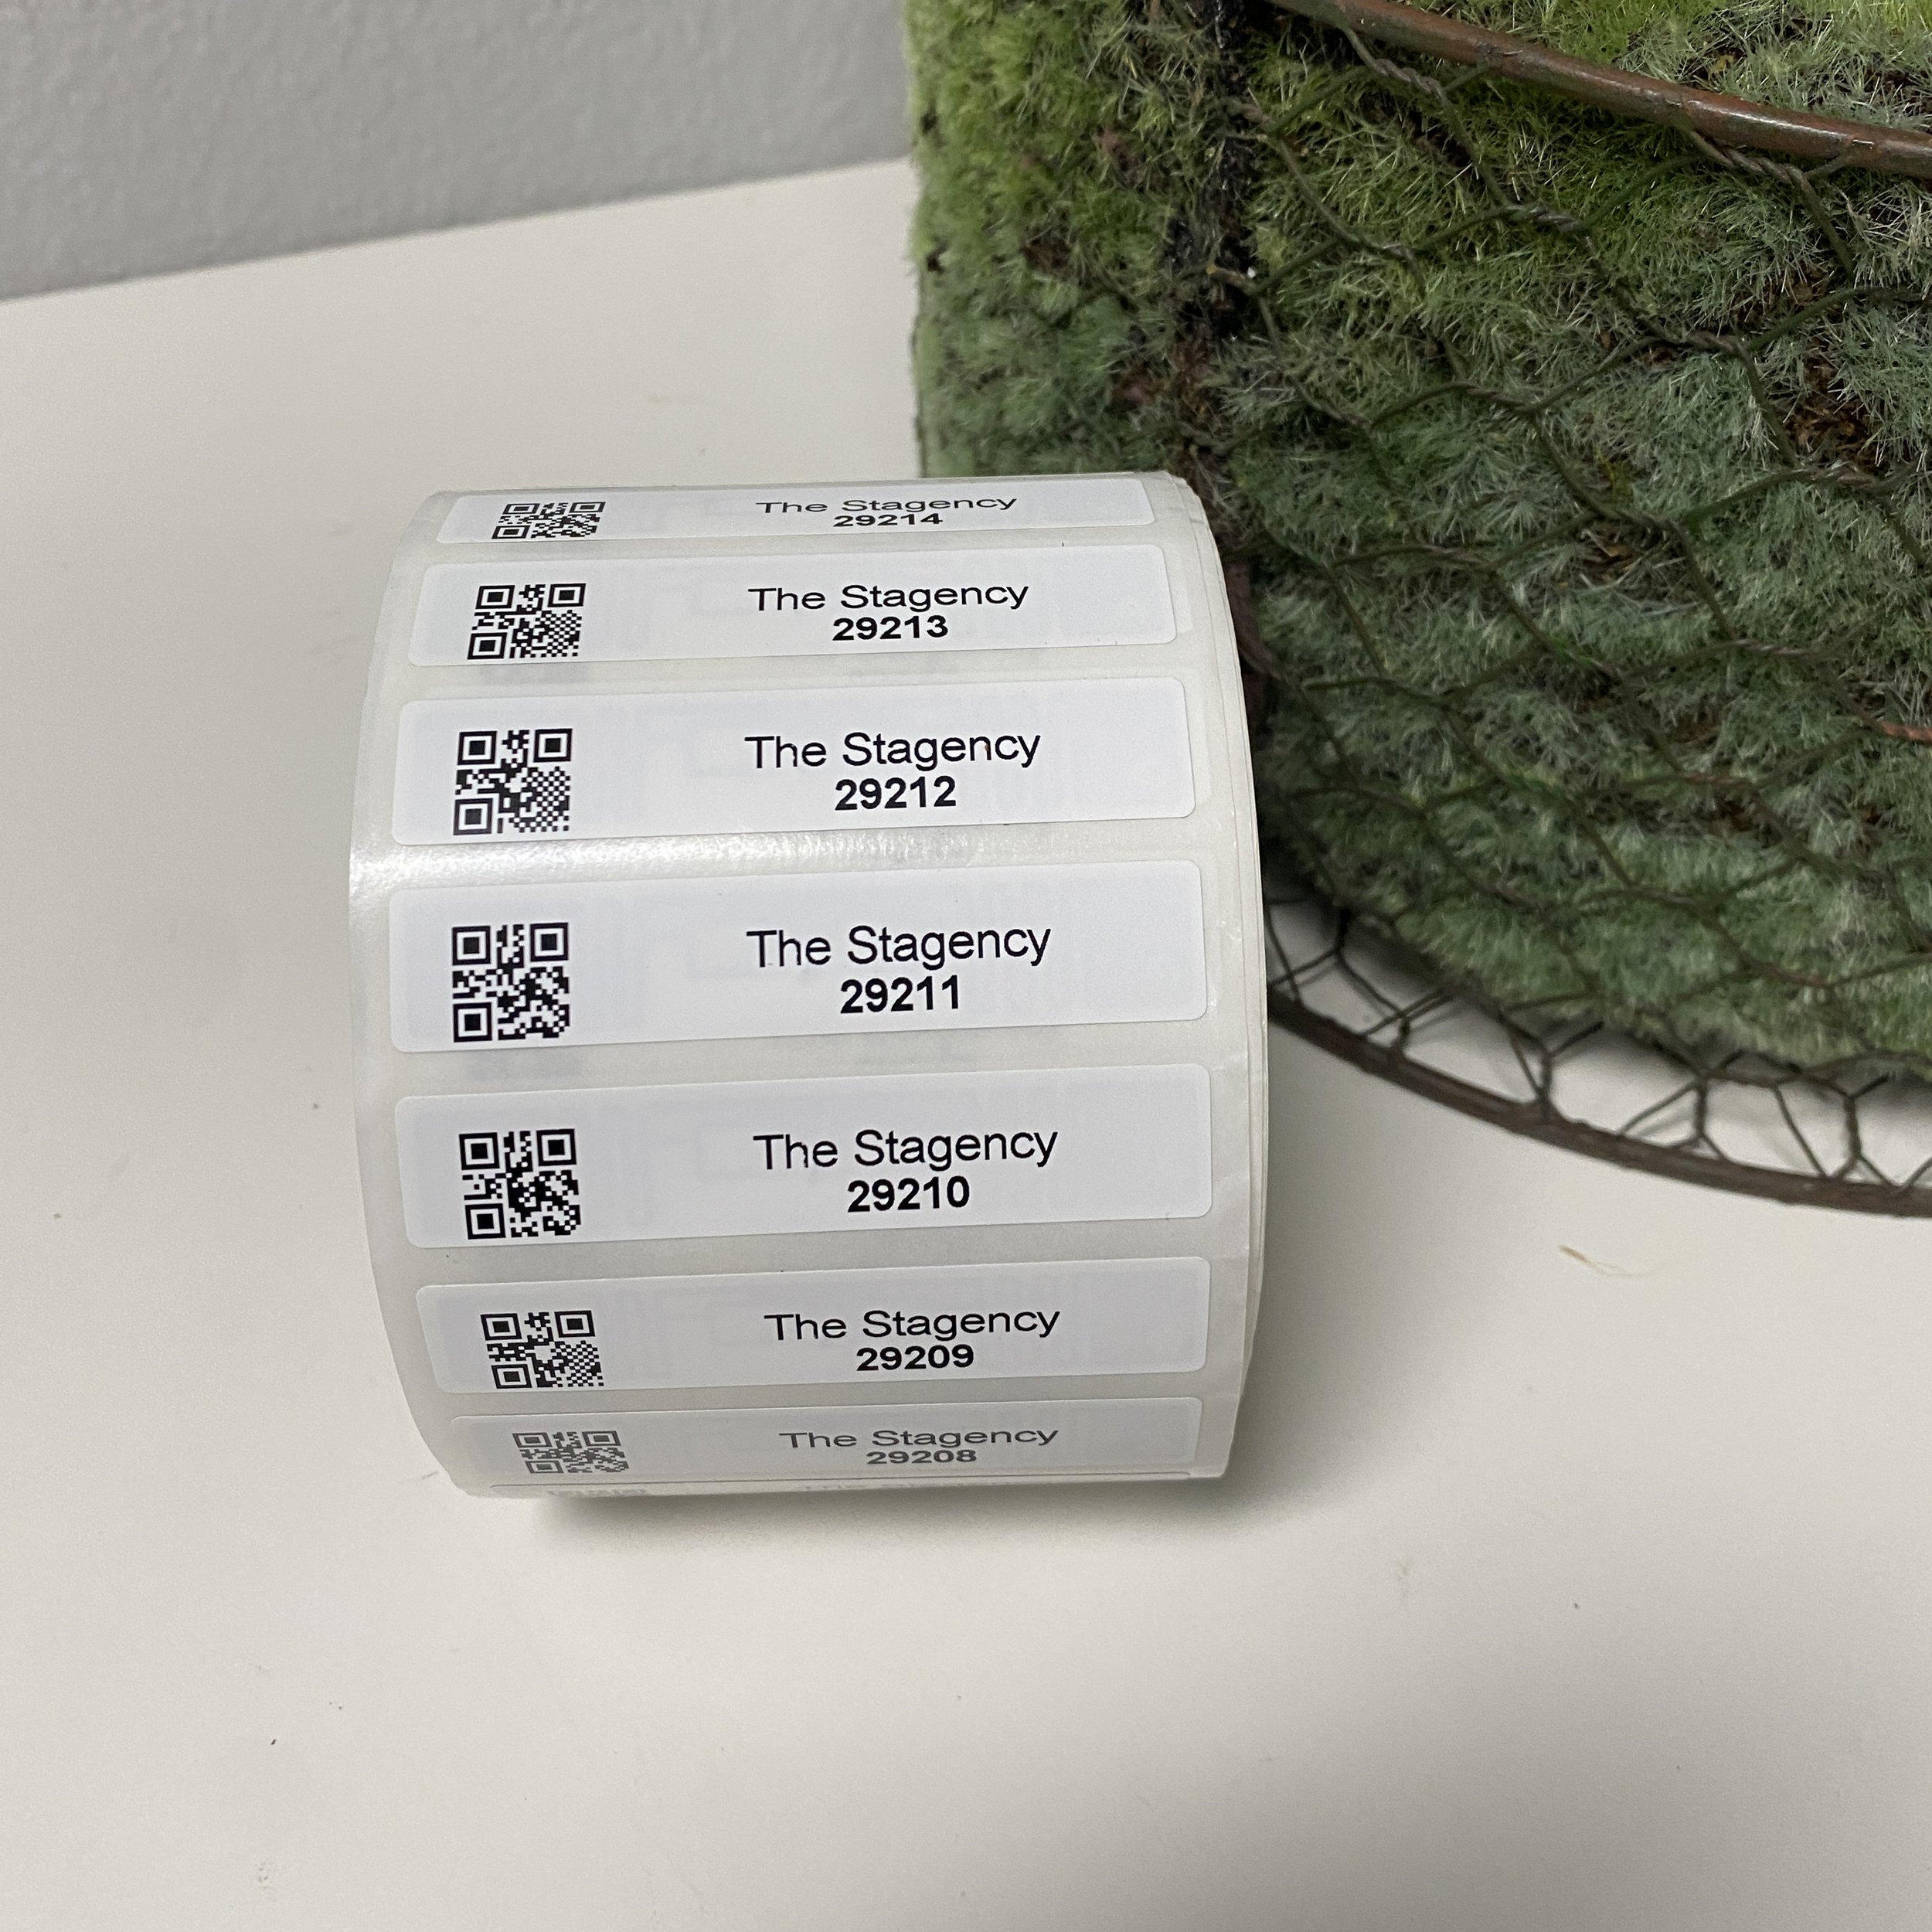 The Stagency
29214
The Stagency
29213
The Stagency
29212
The Stagency
29211
The Stagency
29210
The Stagency
29209
The Stagency
29208